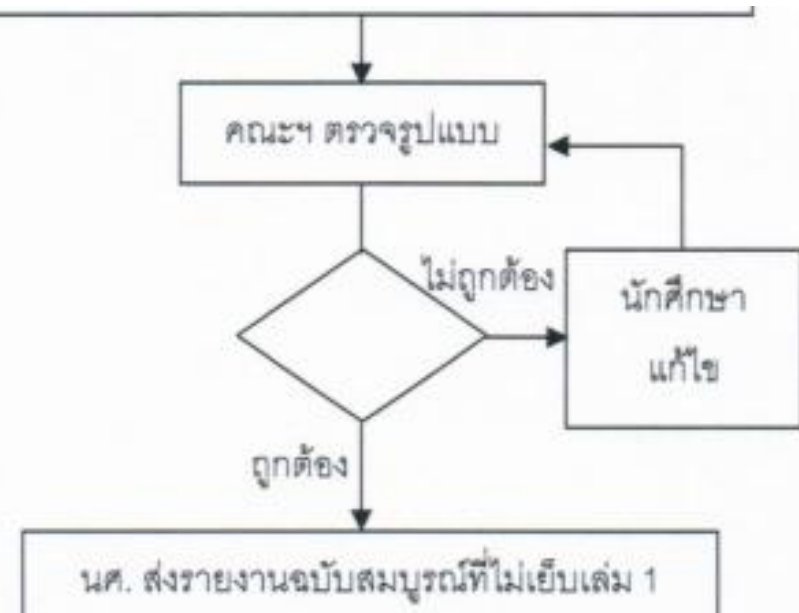 คณะฯ ตรวจรูปแบบ
ไม่ถูกต้อง
นักศึกษา
แก้ไข
ถูกต้อง
นศ. ส่งรายงานฉบับสมบูรณ์ที่ไม่เย็บเล่ม 1